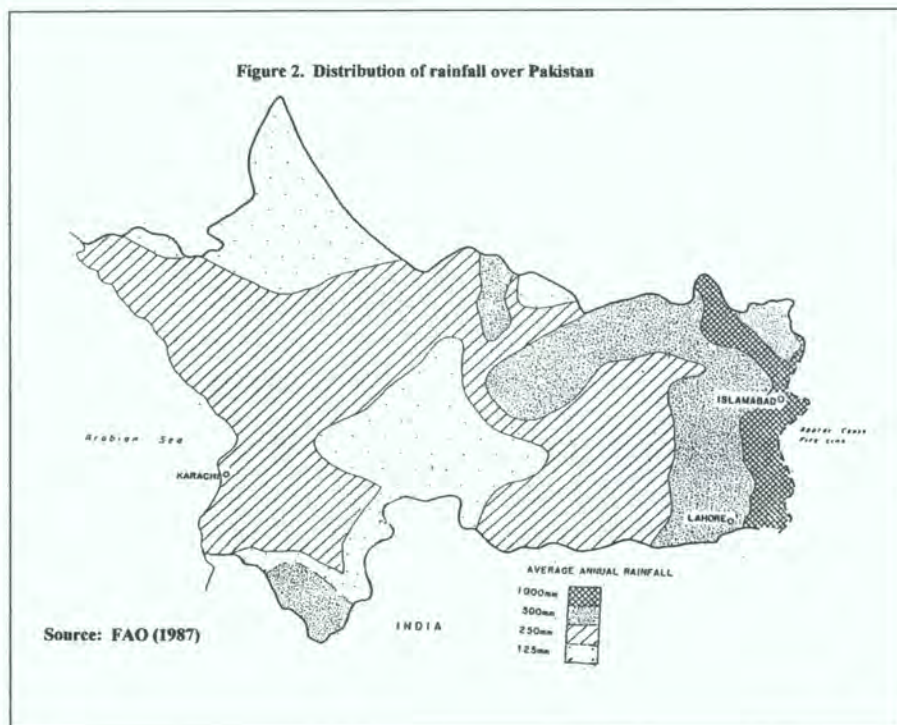 Figure 2. Distribution of rainfall over Pakistan
ISLAMABAD
Arabian Sea
KARACHI
LAHORE
AVERAGE ANNUAL RAINFALL
1000mm
500mm
250mm
125mm
INDIA
Source: FAO (1987)